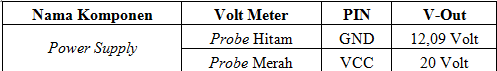 Nama Komponen Volt Meter PIN V-Out
Power Supply Probe Hitam GND 12,09 Volt
Probe Merah VCC 20 Volt